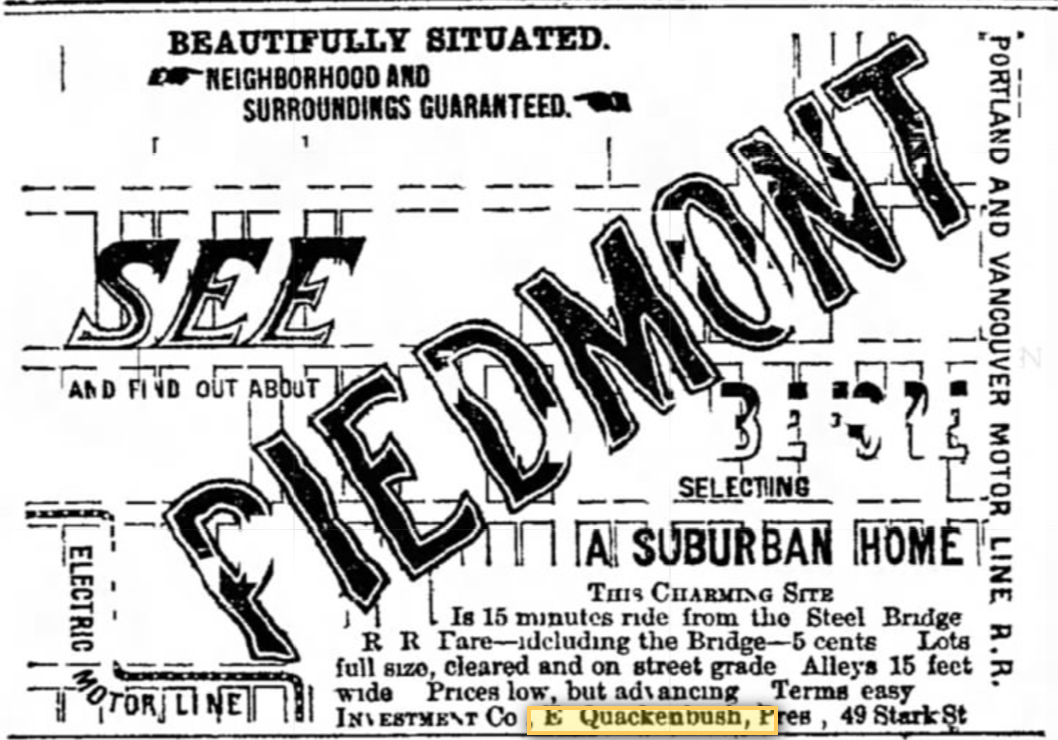 BEAUTIFULLY SITUATED.
NEIGHBORHOOD AND
SURROUNDINGS GUARANTEED.
SEE
AND FIND OUT ABOUT
PIEDMONT
BEFORE
SELECTING
A SUBURBAN HOME
THIS CHARMING SITE
Is 15 minutes ride from the Steel Bridge
R R Fare—idcluding the Bridge—5 cents Lots
full size, cleared and on street grade Alleys 15 feet
wide Prices low, but advancing Terms easy
INVESTMENT Co , E Quackenbush, Pres , 49 Stark St
ELECTRIC MOTOR LINE
PORTLAND AND VANCOUVER MOTOR LINE R.R.